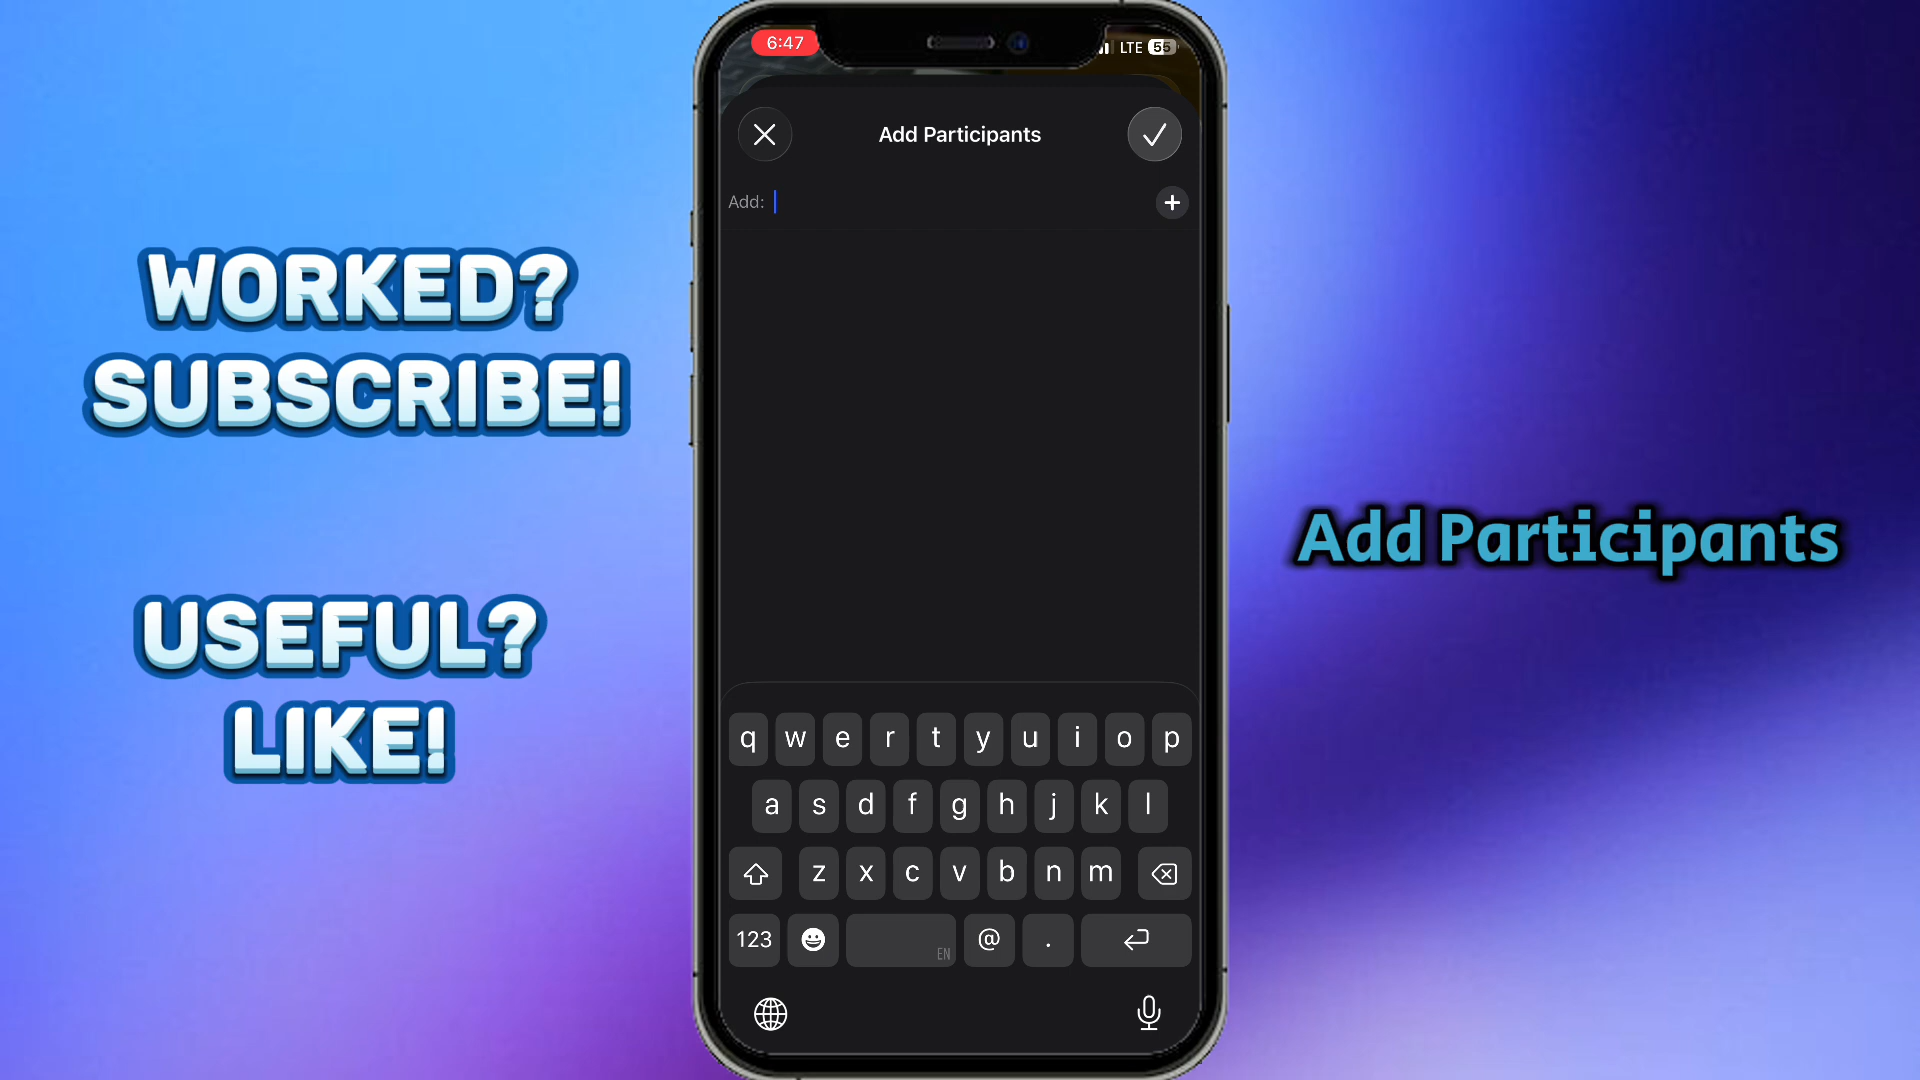 WORKED?
SUBSCRIBE!
USEFUL?
LIKE!
6:47
LTE 55
Add Participants
Add:
q w e r t y u i o p
a s d f g h j k l
z x c v b n m
123 @ .
EN
Add Participants